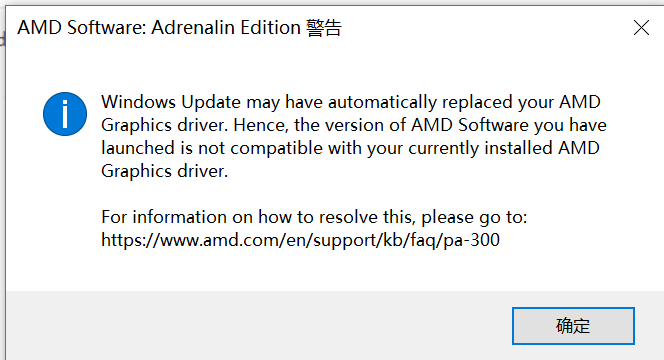 AMD Software: Adrenalin Edition 警告
Windows Update may have automatically replaced your AMD
Graphics driver. Hence, the version of AMD Software you have
launched is not compatible with your currently installed AMD
Graphics driver.
For information on how to resolve this, please go to:
https://www.amd.com/en/support/kb/faq/pa-300
确定